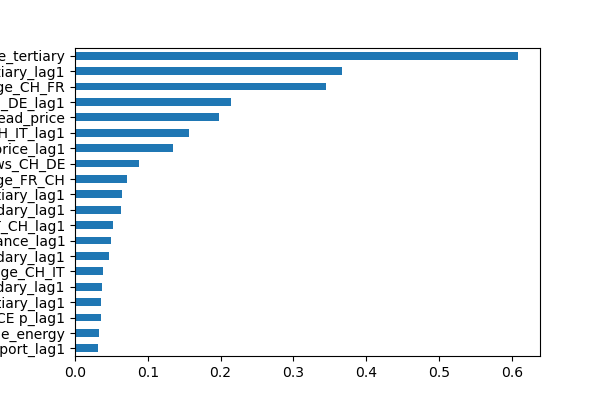 e_tertiary
tiary_lag1
ge_CH_FR
_DE_lag1
ead_price
H_IT_lag1
price_lag1
ws_CH_DE
ge_FR_CH
tiary_lag1
dary_lag1
_CH_lag1
ance_lag1
dary_lag1
ge_CH_IT
dary_lag1
tiary_lag1
CE p_lag1
e_energy
port_lag1
0.0 0.1 0.2 0.3 0.4 0.5 0.6